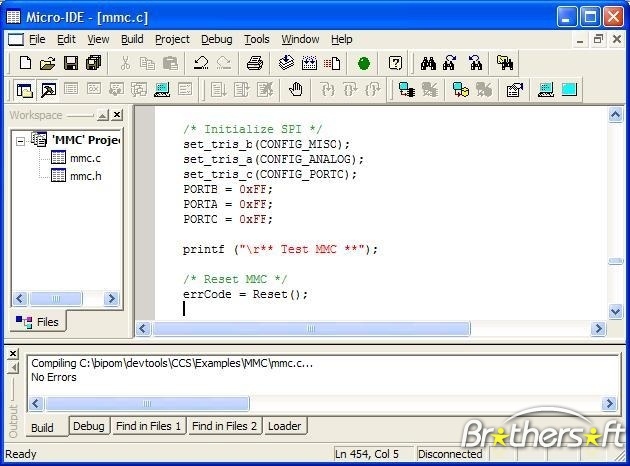 Micro-IDE - [mmc.c]
File Edit View Build Project Debug Tools Window Help
Workspace
'MMC' Projec
mmc.c
mmc.h
Files
/* Initialize SPI */
set_tris_b(CONFIG_MISC);
set_tris_a(CONFIG_ANALOG);
set_tris_c(CONFIG_PORTC);
PORTB = 0xFF;
PORTA = 0xFF;
PORTC = 0xFF;
printf ("\r** Test MMC **");
/* Reset MMC */
errCode = Reset();
Output
Compiling C:\bipom\devtools\CCS\Examples\MMC\mmc.c...
No Errors
Build Debug Find in Files 1 Find in Files 2 Loader
Ready Ln 454, Col 5 Disconnected
Brothersoft